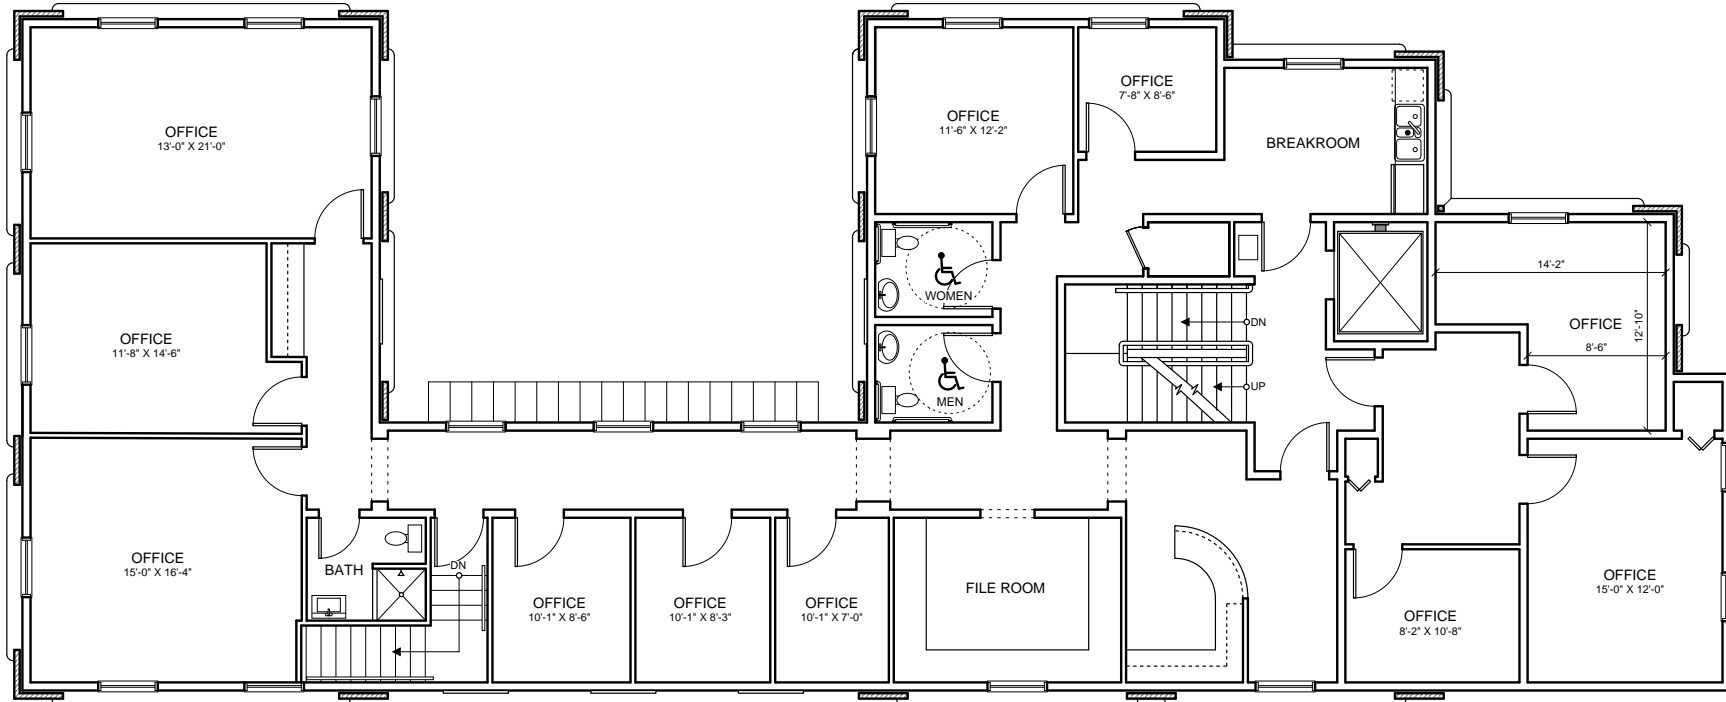 OFFICE
13'-0" X 21'-0"
OFFICE
11'-6" X 12'-2"
OFFICE
7'-8" X 8'-6"
BREAKROOM
OFFICE
11'-8" X 14'-6"
WOMEN
MEN
DN
UP
14'-2"
12'-10"
OFFICE
8'-6"
OFFICE
15'-0" X 16'-4"
BATH
DN
OFFICE
10'-1" X 8'-6"
OFFICE
10'-1" X 8'-3"
OFFICE
10'-1" X 7'-0"
FILE ROOM
OFFICE
8'-2" X 10'-8"
OFFICE
15'-0" X 12'-0"